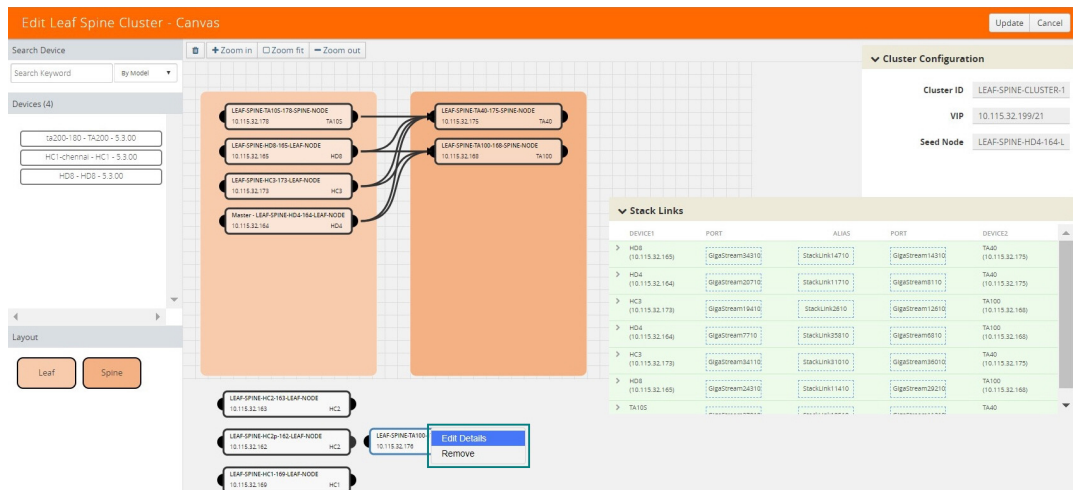 Edit Leaf Spine Cluster - Canvas
Update Cancel
Search Device
Search Keyword By Model
Devices (4)
ta200-180 - TA200 - 5.3.00
HC1-chennai - HC1 - 5.3.00
HD8 - HD8 - 5.3.00
Layout
Leaf Spine
Zoom in Zoom fit Zoom out
LEAF-SPINE-TA10S-178-SPINE-NODE
10.115.32.178 TA10S
LEAF-SPINE-HD8-165-LEAF-NODE
10.115.32.165 HD8
LEAF-SPINE-HC3-173-LEAF-NODE
10.115.32.173 HC3
Master - LEAF-SPINE-HD4-164-LEAF-NODE
10.115.32.164 HD4
LEAF-SPINE-TA40-175-SPINE-NODE
10.115.32.175 TA40
LEAF-SPINE-TA100-168-SPINE-NODE
10.115.32.168 TA100
LEAF-SPINE-HC2-163-LEAF-NODE
10.115.32.163 HC2
LEAF-SPINE-HC2p-162-LEAF-NODE
10.115.32.162 HC2
LEAF-SPINE-HC1-169-LEAF-NODE
10.115.32.169 HC1
LEAF-SPINE-TA100-
10.115.32.176
Edit Details
Remove
Cluster Configuration
Cluster ID LEAF-SPINE-CLUSTER-1
VIP 10.115.32.199/21
Seed Node LEAF-SPINE-HD4-164-L
Stack Links
DEVICE1 PORT ALIAS PORT DEVICE2
HD8 (10.115.32.165) GigaStream34310 StackLink14710 GigaStream14310 TA40 (10.115.32.175)
HD4 (10.115.32.164) GigaStream20710 StackLink11710 GigaStream8110 TA40 (10.115.32.175)
HC3 (10.115.32.173) GigaStream19410 StackLink2610 GigaStream12610 TA100 (10.115.32.168)
HD4 (10.115.32.164) GigaStream7710 StackLink35810 GigaStream6810 TA100 (10.115.32.168)
HC3 (10.115.32.173) GigaStream34110 StackLink31010 GigaStream36010 TA40 (10.115.32.175)
HD8 (10.115.32.165) GigaStream24310 StackLink11410 GigaStream29210 TA100 (10.115.32.168)
TA10S TA40